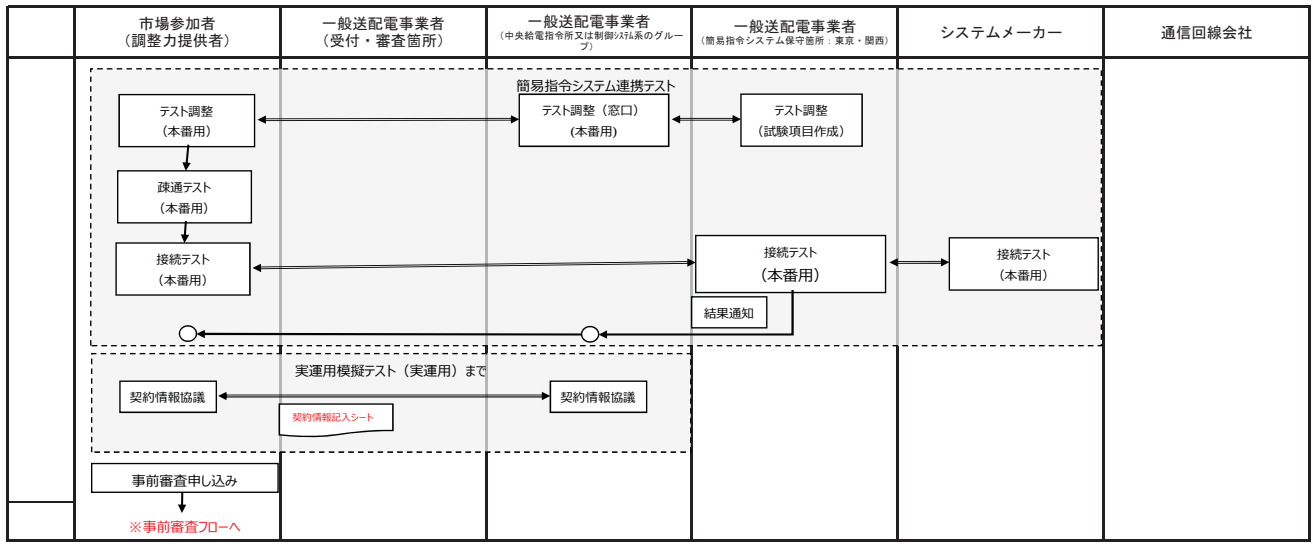 市場参加者
（調整力提供者）
一般送配電事業者
（受付・審査箇所）
一般送配電事業者
（中央給電指令所又は制御ｼｽﾃﾑ系のグルー
プ）
一般送配電事業者
（簡易指令システム保守箇所：東京・関西）
システムメーカー
通信回線会社
簡易指令システム連携テスト
テスト調整
（本番用）
テスト調整（窓口）
（本番用）
テスト調整
（試験項目作成）
疎通テスト
（本番用）
接続テスト
（本番用）
接続テスト
（本番用）
接続テスト
（本番用）
結果通知
実運用模擬テスト（実運用）まで
契約情報協議
契約情報協議
契約情報記入シート
事前審査申し込み
※事前審査フローへ